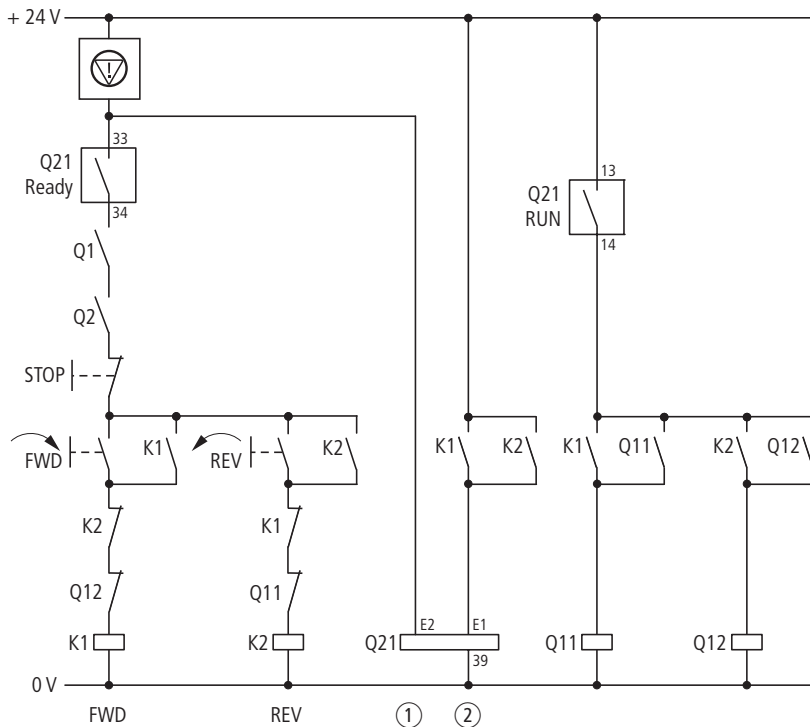 + 24 V
!
33
Q21
Ready
34
13
Q21
RUN
14
Q1
Q2
STOP
FWD
K1
REV
K2
K1
K2
K1
Q11
K2
Q12
K2
K1
Q12
Q11
E2
E1
K1
K2
Q21
39
Q11
Q12
0 V
FWD
REV
1
2